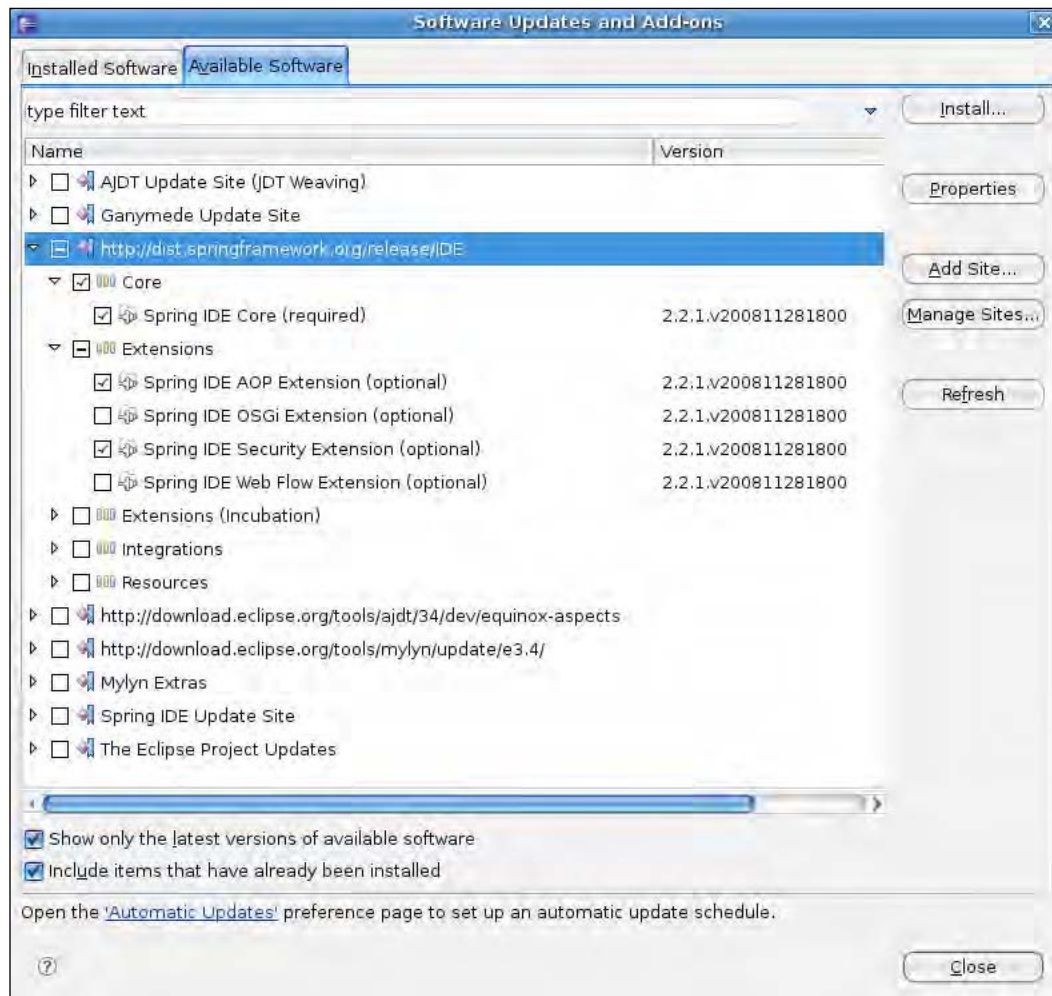 Software Updates and Add-ons
Installed Software Available Software
type filter text
Install...
Name Version
AJDT Update Site (JDT Weaving)
Properties
Ganymede Update Site
http://dist.springframework.org/release/IDE
Add Site...
Core
Spring IDE Core (required) 2.2.1.v200811281800
Manage Sites...
Extensions
Spring IDE AOP Extension (optional) 2.2.1.v200811281800
Refresh
Spring IDE OSGi Extension (optional) 2.2.1.v200811281800
Spring IDE Security Extension (optional) 2.2.1.v200811281800
Spring IDE Web Flow Extension (optional) 2.2.1.v200811281800
Extensions (Incubation)
Integrations
Resources
http://download.eclipse.org/tools/ajdt/34/dev/equinox-aspects
http://download.eclipse.org/tools/mylyn/update/e3.4/
Mylyn Extras
Spring IDE Update Site
The Eclipse Project Updates
Show only the latest versions of available software
Include items that have already been installed
Open the 'Automatic Updates' preference page to set up an automatic update schedule.
? Close